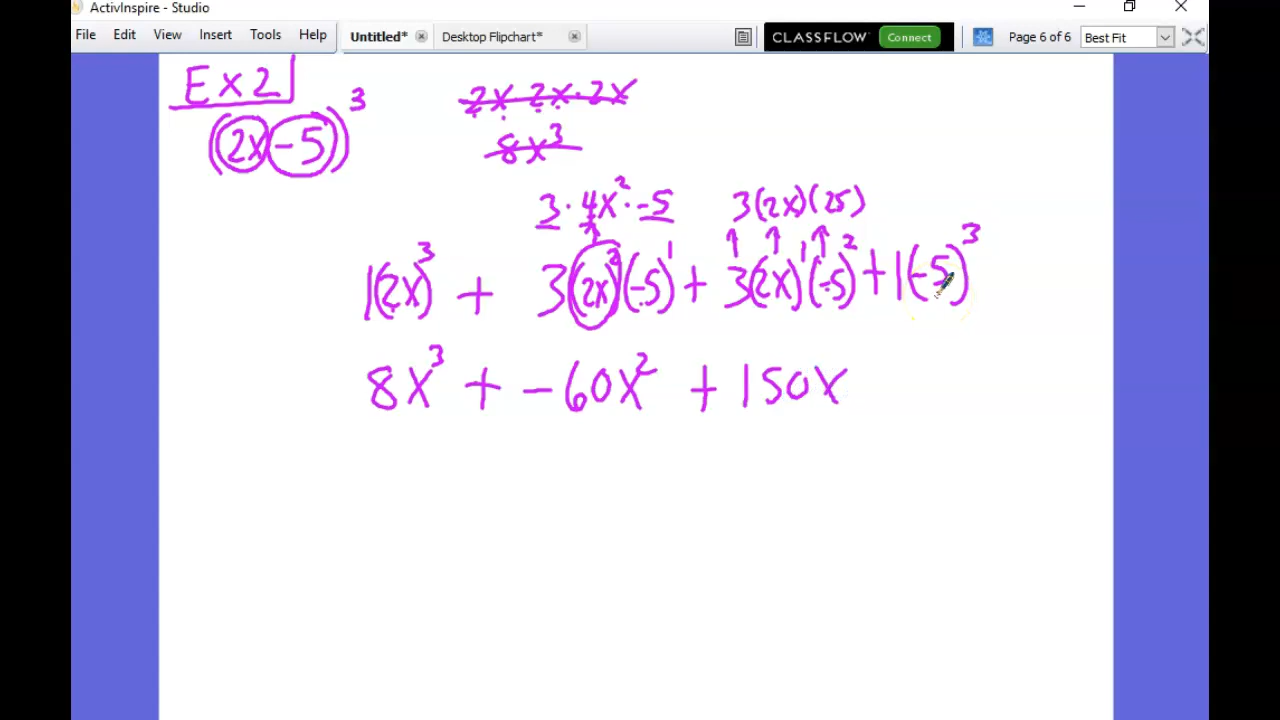 ActivInspire - Studio
File Edit View Insert Tools Help Untitled* Desktop Flipchart* CLASSFLOW Connect Page 6 of 6 Best Fit
Ex 2
(2x-5)³
2x·2x·2x
8x³
3·4x²·-5 3(2x)(25)
1(2x)³ + 3(2x)²(-5)¹ + 3(2x)¹(-5)² + 1(-5)³
8x³ + -60x² + 150x